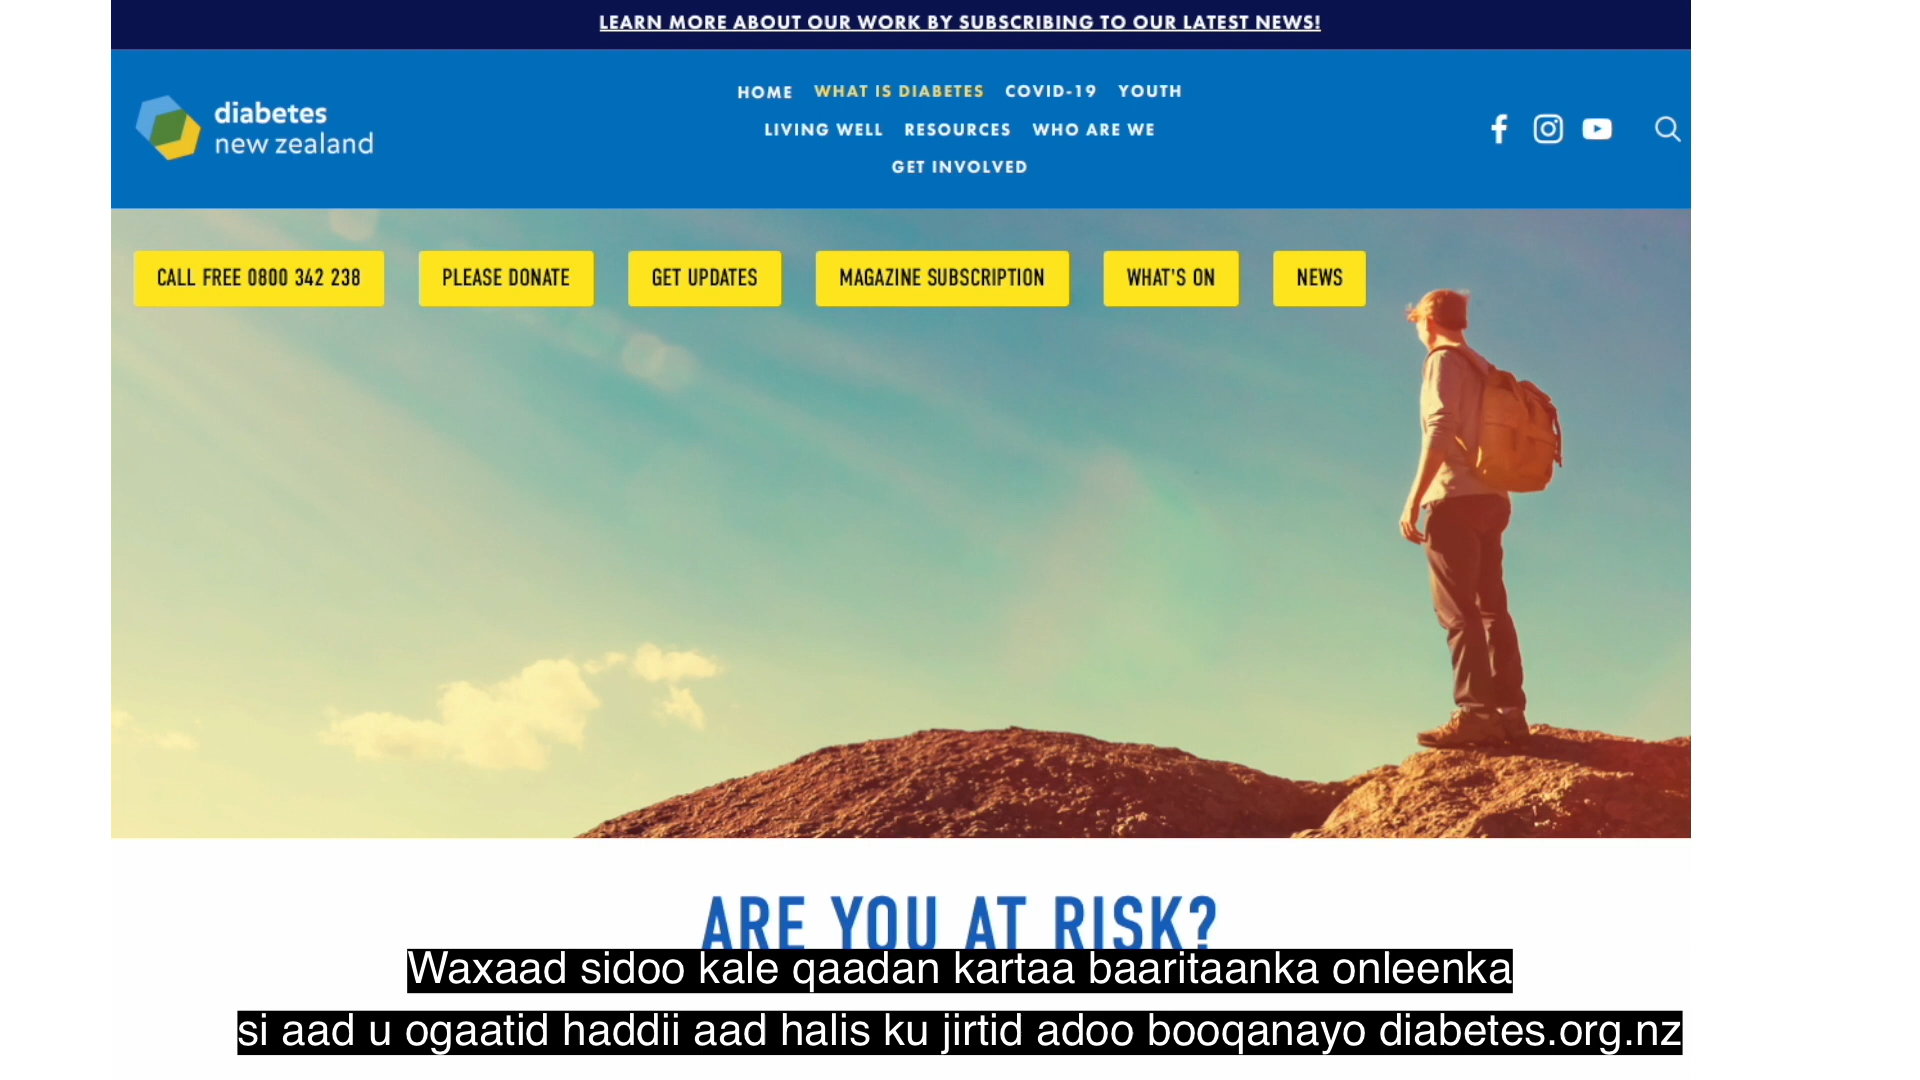 LEARN MORE ABOUT OUR WORK BY SUBSCRIBING TO OUR LATEST NEWS!
diabetes
new zealand
HOME WHAT IS DIABETES COVID-19 YOUTH
LIVING WELL RESOURCES WHO ARE WE
GET INVOLVED
CALL FREE 0800 342 238 PLEASE DONATE GET UPDATES MAGAZINE SUBSCRIPTION WHAT'S ON NEWS
ARE YOU AT RISK?
Waxaad sidoo kale qaadan kartaa baaritaanka onleenka
si aad u ogaatid haddii aad halis ku jirtid adoo booqanayo diabetes.org.nz